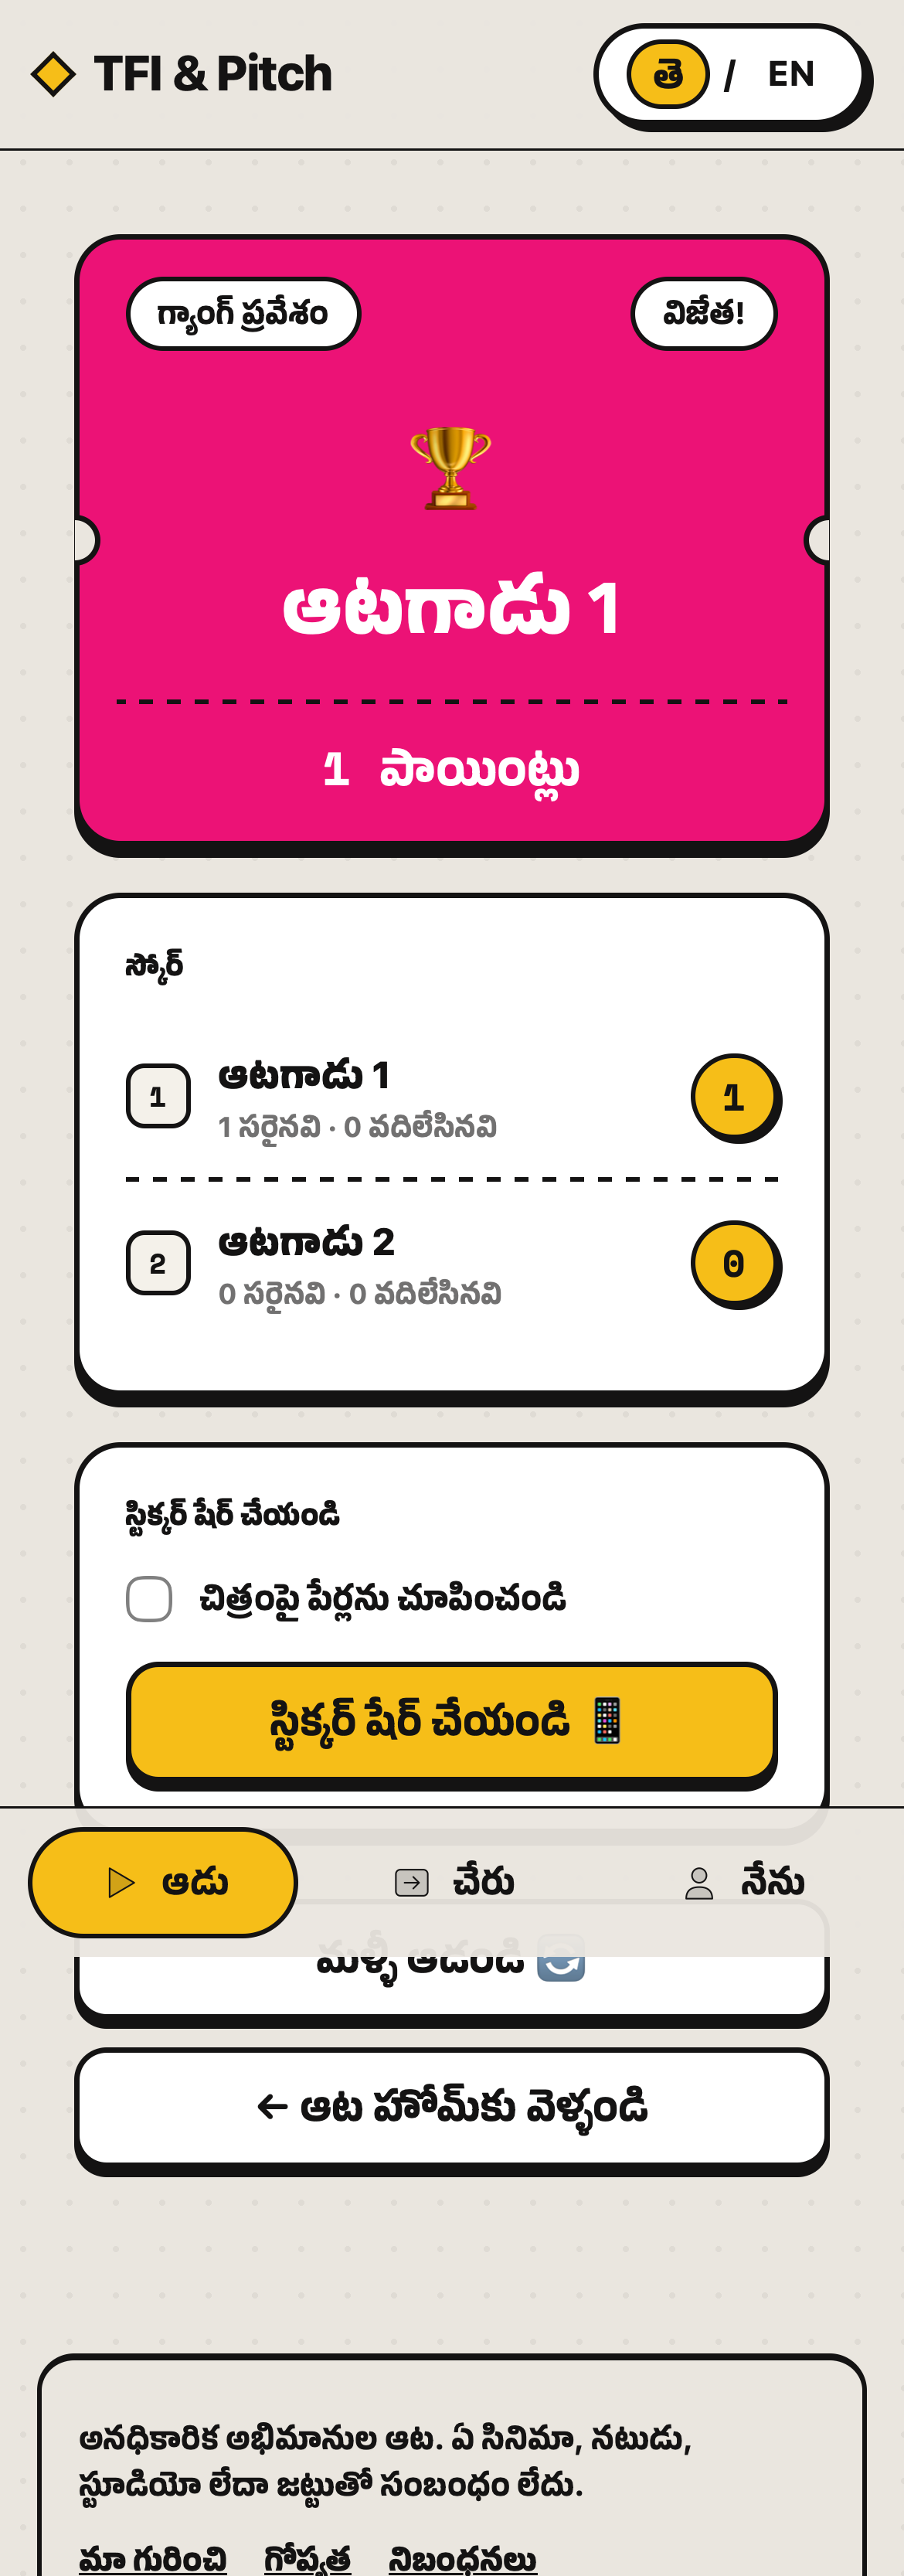 TFI & Pitch
తె / EN
గ్యాంగ్ ప్రవేశం
విజేత!
ఆటగాడు 1
1 పాయింట్లు
స్కోర్
1
ఆటగాడు 1
1 సరైనవి · 0 వదిలేసినవి
1
2
ఆటగాడు 2
0 సరైనవి · 0 వదిలేసినవి
0
స్టిక్కర్ షేర్ చేయండి
చిత్రంపై పేర్లను చూపించండి
స్టిక్కర్ షేర్ చేయండి
ఆడు
చేరు
నేను
మళ్ళీ ఆడండి
← ఆట హోమ్‌కు వెళ్ళండి
అనధికారిక అభిమానుల ఆట. ఏ సినిమా, నటుడు,
స్టూడియో లేదా జట్టుతో సంబంధం లేదు.
మా గురించి గోప్యత నిబంధనలు